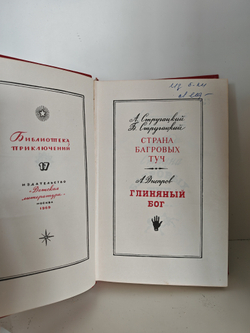 Библиотека
приключений
17
ИЗДАТЕЛЬСТВО
«Детская
литература»
МОСКВА
1969
А. Стругацкий
Б. Стругацкий
СТРАНА
БАГРОВЫХ
ТУЧ
А. Днепров
ГЛИНЯНЫЙ
БОГ